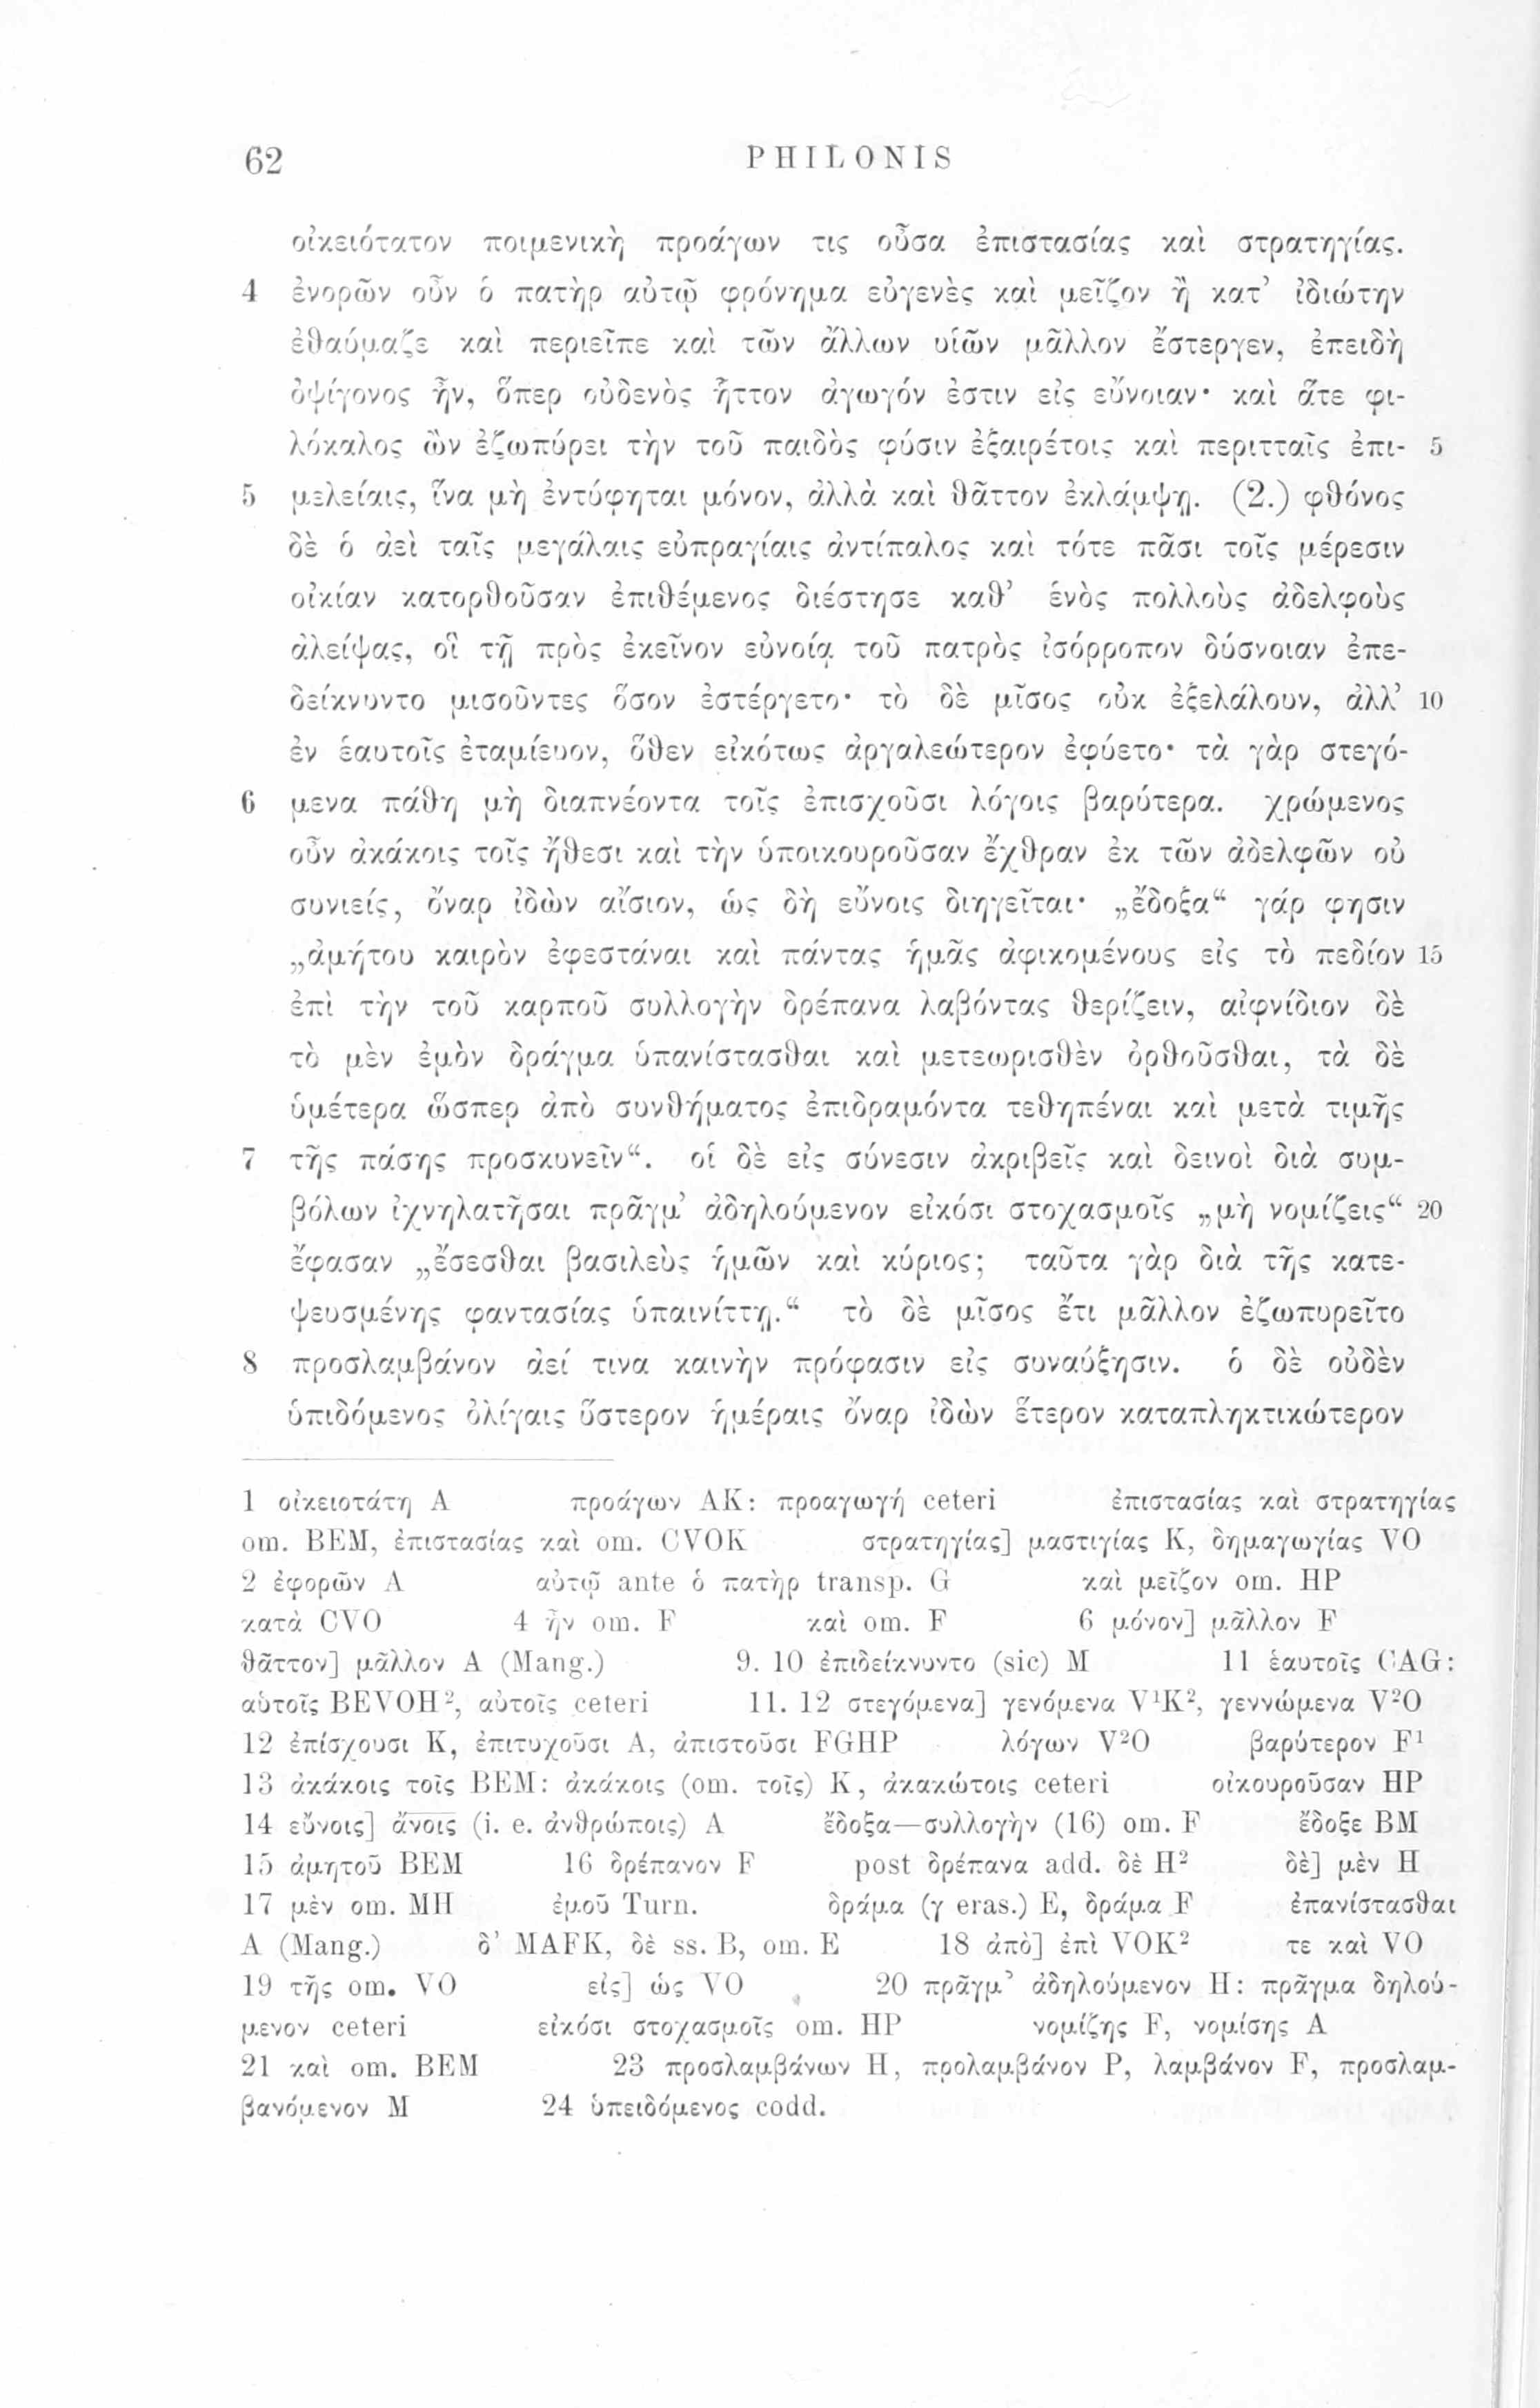 62 PHILONIS
οἰκειότατον ποιμενικὴ προάγων τις οὖσα ἐπιστασίας καὶ στρατηγίας.
4 ἐνορῶν οὖν ὁ πατὴρ αὐτῷ φρόνημα εὐγενὲς καὶ μεῖζον ἢ κατ’ ἰδιώτην
ἐθαύμαζε καὶ περιεῖπε καὶ τῶν ἄλλων υἱῶν μᾶλλον ἔστεργεν, ἐπειδὴ
ὀψίγονος ἦν, ὅπερ οὐδενὸς ἧττον ἀγωγόν ἐστιν εἰς εὔνοιαν· καὶ ἅτε φι-
λόκαλος ὢν ἐζωπύρει τὴν τοῦ παιδὸς φύσιν ἐξαιρέτοις καὶ περιτταῖς ἐπι- 5
5 μελείαις, ἵνα μὴ ἐντύφηται μόνον, ἀλλὰ καὶ θᾶττον ἐκλάμψῃ. (2.) φθόνος
δὲ ὁ ἀεὶ ταῖς μεγάλαις εὐπραγίαις ἀντίπαλος καὶ τότε πᾶσι τοῖς μέρεσιν
οἰκίαν κατορθοῦσαν ἐπιθέμενος διέστησε καθ’ ἑνὸς πολλοὺς ἀδελφοὺς
ἀλείψας, οἳ τῇ πρὸς ἐκεῖνον εὐνοίᾳ τοῦ πατρὸς ἰσόρροπον δύσνοιαν ἐπε-
δείκνυντο μισοῦντες ὅσον ἐστέργετο· τὸ δὲ μῖσος οὐκ ἐξελάλουν, ἀλλ’ 10
ἐν ἑαυτοῖς ἐταμίευον, ὅθεν εἰκότως ἀργαλεώτερον ἐφύετο· τὰ γὰρ στεγό-
6 μενα πάθη μὴ διαπνέοντα τοῖς ἐπισχοῦσι λόγοις βαρύτερα. χρώμενος
οὖν ἀκάκοις τοῖς ἤθεσι καὶ τὴν ὑποικουροῦσαν ἔχθραν ἐκ τῶν ἀδελφῶν οὐ
συνιείς, ὄναρ ἰδὼν αἴσιον, ὡς δὴ εὔνοις διηγεῖται· „ἔδοξα“ γάρ φησιν
„ἀμήτου καιρὸν ἐφεστάναι καὶ πάντας ἡμᾶς ἀφικομένους εἰς τὸ πεδίον 15
ἐπὶ τὴν τοῦ καρποῦ συλλογὴν δρέπανα λαβόντας θερίζειν, αἰφνίδιον δὲ
τὸ μὲν ἐμὸν δράγμα ὑπανίστασθαι καὶ μετεωρισθὲν ὀρθοῦσθαι, τὰ δὲ
ὑμέτερα ὥσπερ ἀπὸ συνθήματος ἐπιδραμόντα τεθηπέναι καὶ μετὰ τιμῆς
7 τῆς πάσης προσκυνεῖν“. οἱ δὲ εἰς σύνεσιν ἀκριβεῖς καὶ δεινοὶ διὰ συμ-
βόλων ἰχνηλατῆσαι πρᾶγμ’ ἀδηλούμενον εἰκόσι στοχασμοῖς „μὴ νομίζεις“ 20
ἔφασαν „ἔσεσθαι βασιλεὺς ἡμῶν καὶ κύριος; ταῦτα γὰρ διὰ τῆς κατε-
ψευσμένης φαντασίας ὑπαινίττῃ.“ τὸ δὲ μῖσος ἔτι μᾶλλον ἐζωπυρεῖτο
8 προσλαμβάνον ἀεί τινα καινὴν πρόφασιν εἰς συναύξησιν. ὁ δὲ οὐδὲν
ὑπιδόμενος ὀλίγαις ὕστερον ἡμέραις ὄναρ ἰδὼν ἕτερον καταπληκτικώτερον
1 οἰκειοτάτη A προάγων AK: προαγωγή ceteri ἐπιστασίας καὶ στρατηγίας
om. BEM, ἐπιστασίας καὶ om. CVOK στρατηγίας] μαστιγίας K, δημαγωγίας VO
2 ἐφορῶν A αὐτῷ ante ὁ πατὴρ transp. G καὶ μεῖζον om. HP
κατὰ CVO 4 ἦν om. F καὶ om. F 6 μόνον] μᾶλλον F
θᾶττον] μᾶλλον A (Mang.) 9. 10 ἐπιδείκνυντο (sic) M 11 ἑαυτοῖς CAG:
αὑτοῖς BEVOH², αὐτοῖς ceteri 11. 12 στεγόμενα] γενόμενα V¹K², γεννώμενα V²O
12 ἐπίσχουσι K, ἐπιτυχοῦσι A, ἀπιστοῦσι FGHP λόγων V²O βαρύτερον F¹
13 ἀκάκοις τοῖς BEM: ἀκάκοις (om. τοῖς) K, ἀκακώτοις ceteri οἰκουροῦσαν HP
14 εὔνοις] ἄνοις (i. e. ἀνθρώποις) A ἔδοξα—συλλογὴν (16) om. F ἔδοξε BM
15 ἀμητοῦ BEM 16 δρέπανον F post δρέπανα add. δὲ H² δὲ] μὲν H
17 μὲν om. MH ἐμοῦ Turn. δράμα (γ eras.) E, δράμα F ἐπανίστασθαι
A (Mang.) δ’ MAFK, δὲ ss. B, om. E 18 ἀπὸ] ἐπὶ VOK² τε καὶ VO
19 τῆς om. VO εἰς] ὡς VO 20 πρᾶγμ’ ἀδηλούμενον H: πρᾶγμα δηλού-
μενον ceteri εἰκόσι στοχασμοῖς om. HP νομίζης F, νομίσης A
21 καὶ om. BEM 23 προσλαμβάνων H, προλαμβάνον P, λαμβάνον F, προσλαμ-
βανόμενον M 24 ὑπειδόμενος codd.